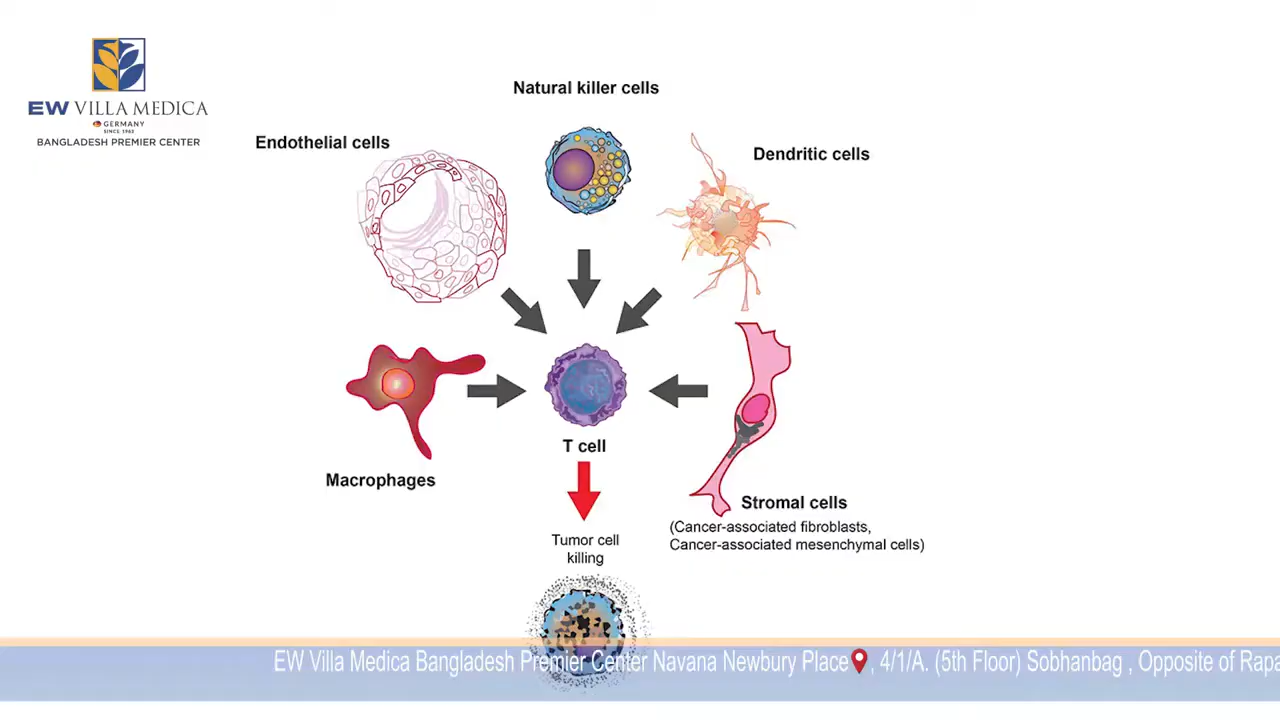 EW VILLA MEDICA
GERMANY
SINCE 1963
BANGLADESH PREMIER CENTER
Natural killer cells
Endothelial cells
Dendritic cells
Macrophages
T cell
Stromal cells
(Cancer-associated fibroblasts,
Cancer-associated mesenchymal cells)
Tumor cell
killing
EW Villa Medica Bangladesh Premier Center Navana Newbury Place , 4/1/A. (5th Floor) Sobhanbag , Opposite of Rapa